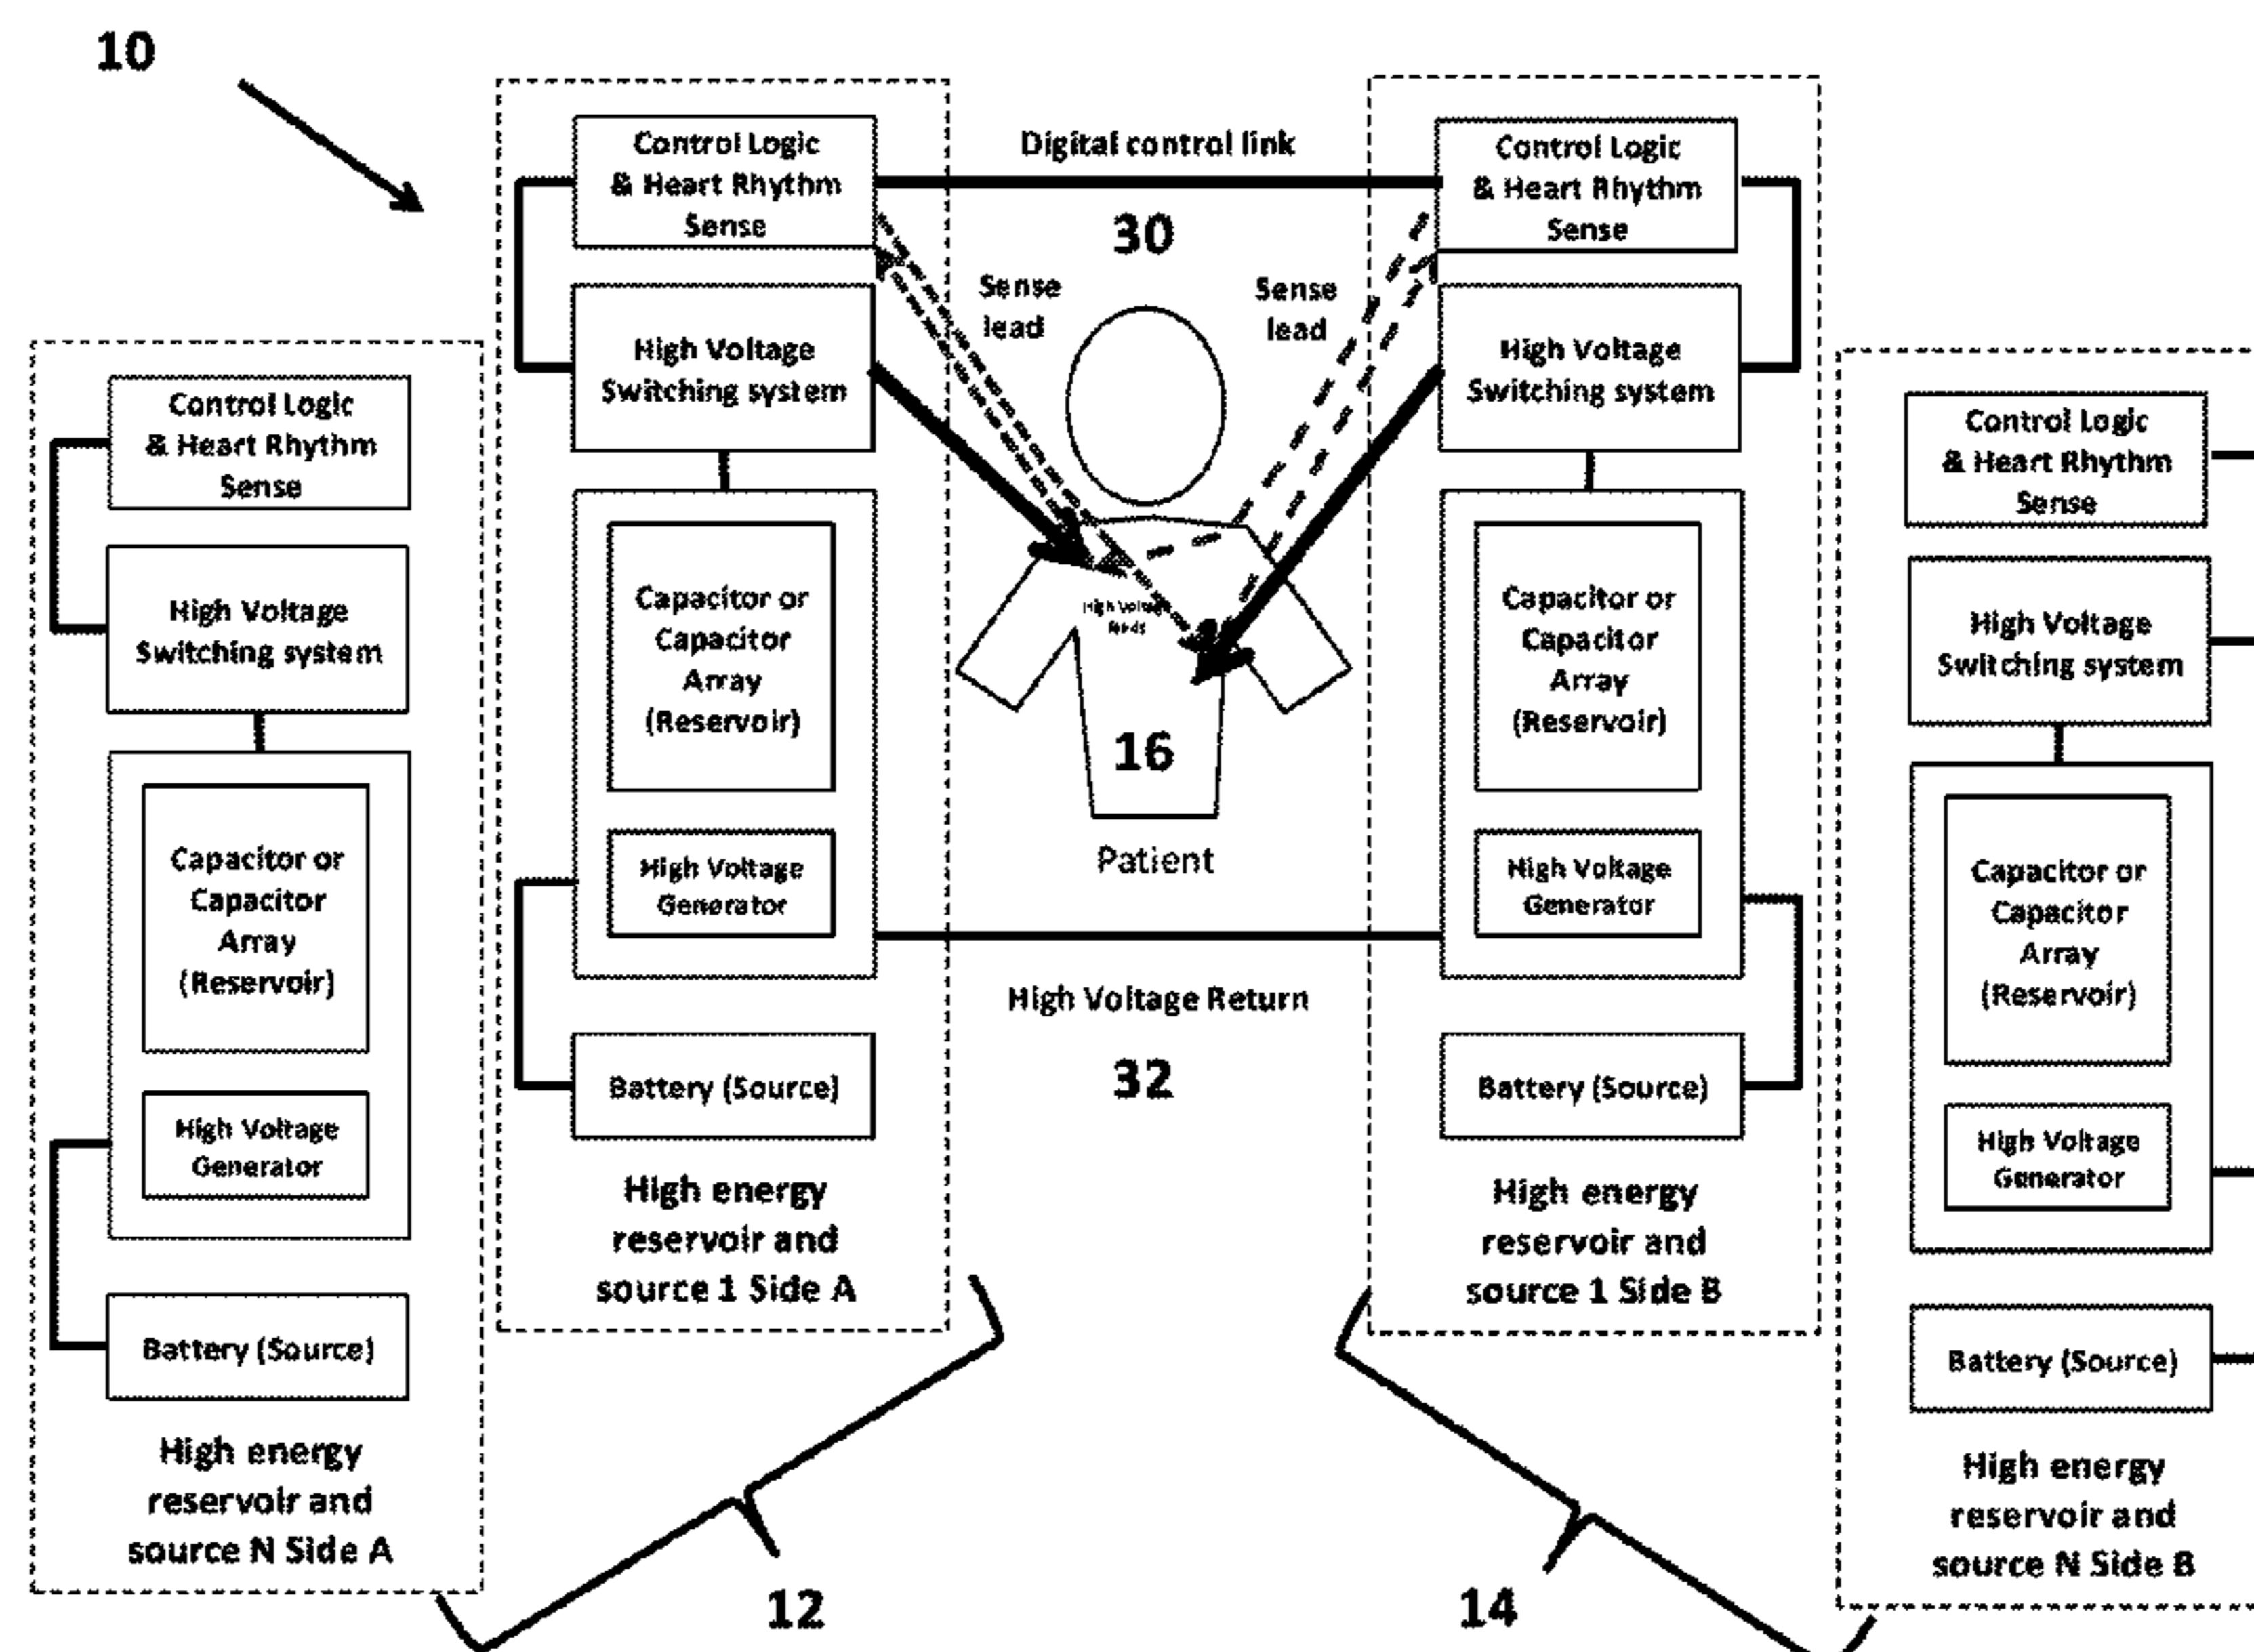 10
Control Logic
& Heart Rhythm
Sense
High Voltage
Switching system
Capacitor or
Capacitor
Array
(Reservoir)
High Voltage
Generator
Battery (Source)
High energy
reservoir and
source N Side A
Control Logic
& Heart Rhythm
Sense
High Voltage
Switching system
Capacitor or
Capacitor
Array
(Reservoir)
High Voltage
Generator
Battery (Source)
High energy
reservoir and
source 1 Side A
Digital control link
30
Sense
lead
Sense
lead
High Voltage
leads
16
Patient
High Voltage Return
32
Control Logic
& Heart Rhythm
Sense
High Voltage
Switching system
Capacitor or
Capacitor
Array
(Reservoir)
High Voltage
Generator
Battery (Source)
High energy
reservoir and
source 1 Side B
Control Logic
& Heart Rhythm
Sense
High Voltage
Switching system
Capacitor or
Capacitor
Array
(Reservoir)
High Voltage
Generator
Battery (Source)
High energy
reservoir and
source N Side B
12
14